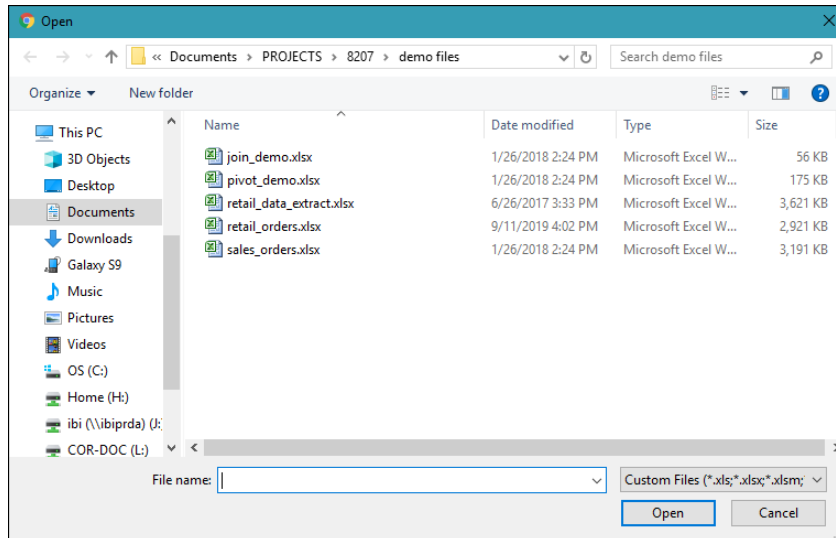 Open
« Documents > PROJECTS > 8207 > demo files
Search demo files
Organize
New folder
Name
Date modified
Type
Size
This PC
3D Objects
Desktop
Documents
Downloads
Galaxy S9
Music
Pictures
Videos
OS (C:)
Home (H:)
ibi (\\ibiprda) (J:
COR-DOC (L:)
join_demo.xlsx 1/26/2018 2:24 PM Microsoft Excel W... 56 KB
pivot_demo.xlsx 1/26/2018 2:24 PM Microsoft Excel W... 175 KB
retail_data_extract.xlsx 6/26/2017 3:33 PM Microsoft Excel W... 3,621 KB
retail_orders.xlsx 9/11/2019 4:02 PM Microsoft Excel W... 2,921 KB
sales_orders.xlsx 1/26/2018 2:24 PM Microsoft Excel W... 3,191 KB
File name:
Custom Files (*.xls;*.xlsx;*.xlsm;
Open
Cancel